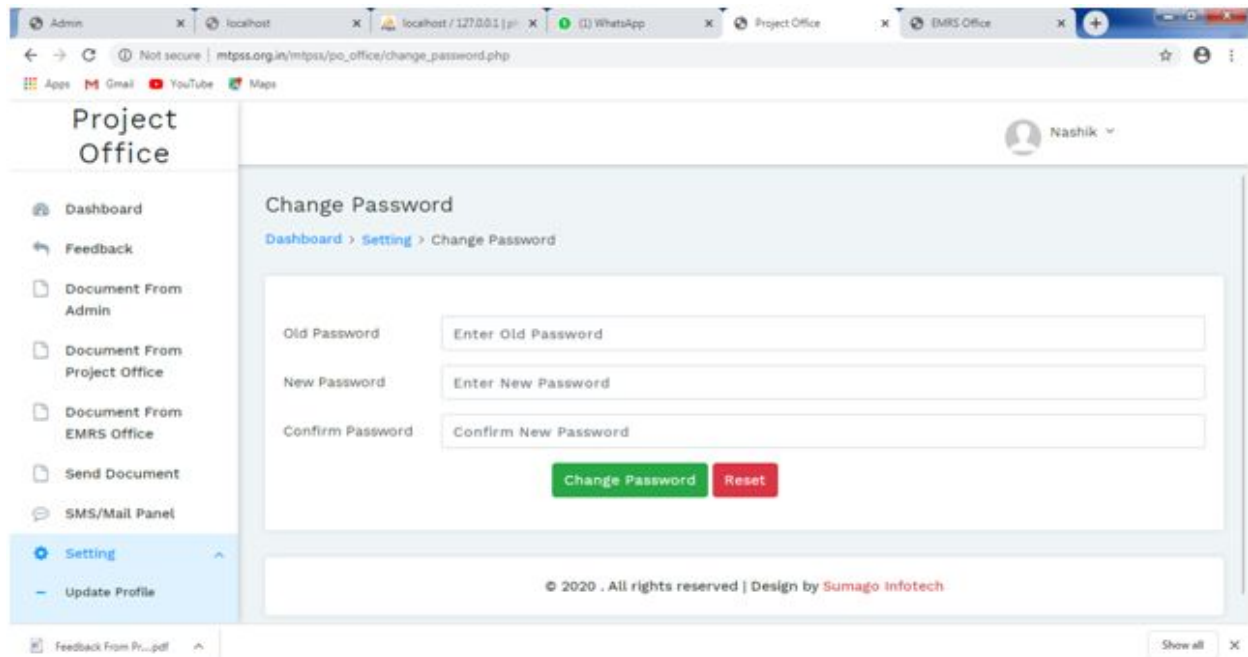 Admin
localhost
localhost / 127.0.0.1 | ph
(1) WhatsApp
Project Office
EMRS Office
Not secure | mtpss.org.in/mtpss/po_office/change_password.php
Apps Gmail YouTube Maps
Project
Office
Nashik
Dashboard
Feedback
Document From
Admin
Document From
Project Office
Document From
EMRS Office
Send Document
SMS/Mail Panel
Setting
Update Profile
Change Password
Dashboard > Setting > Change Password
Old Password Enter Old Password
New Password Enter New Password
Confirm Password Confirm New Password
Change Password Reset
© 2020 . All rights reserved | Design by Sumago Infotech
Feedback From Pr....pdf
Show all